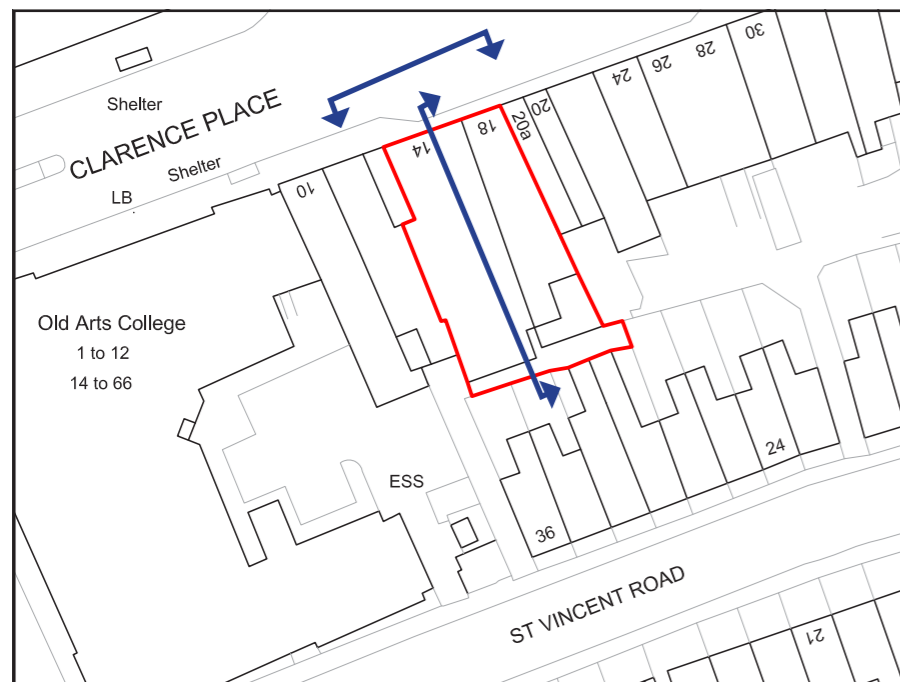 Shelter
CLARENCE PLACE
Shelter
LB
10
14
18
20a
20
24
26
28
30
Old Arts College
1 to 12
14 to 66
ESS
36
24
ST VINCENT ROAD
21